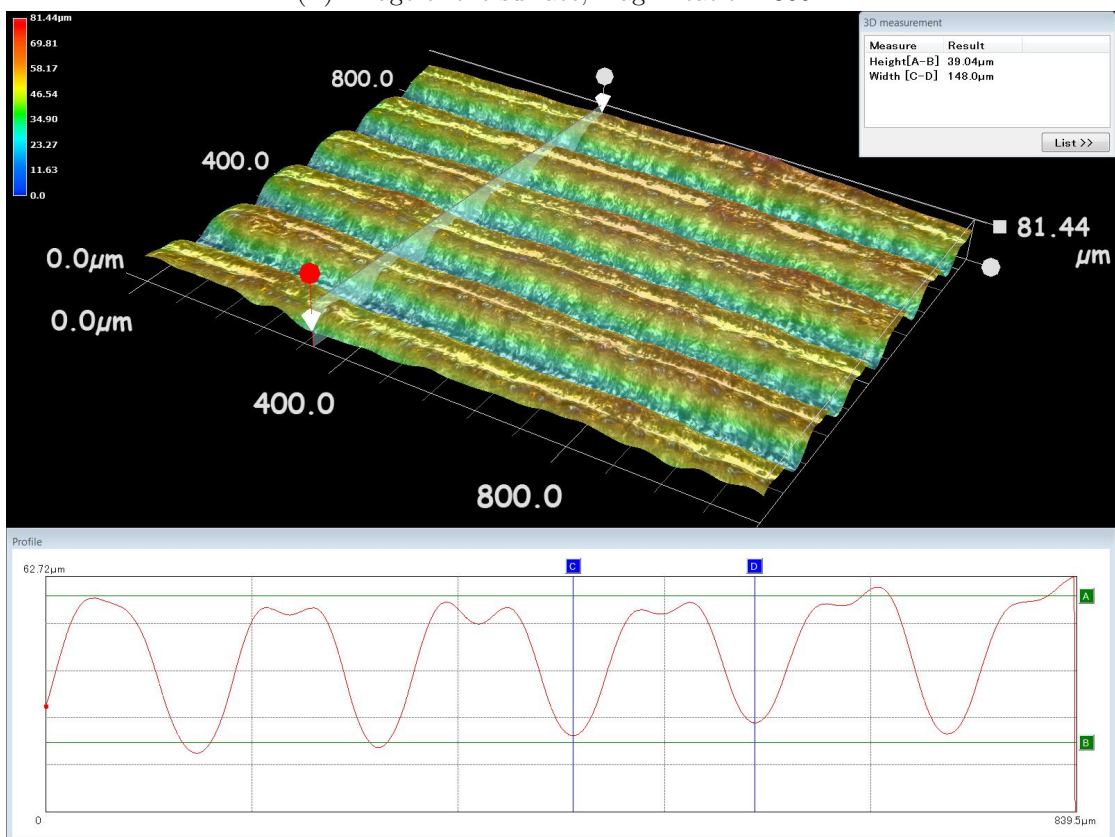 81.44µm
69.81
58.17
46.54
34.90
23.27
11.63
0.0
3D measurement
Measure Result
Height[A-B] 39.04µm
Width [C-D] 148.0µm
List >>
800.0
400.0
0.0µm
0.0µm
400.0
800.0
81.44
µm
Profile
62.72µm
C
D
A
B
0
839.5µm